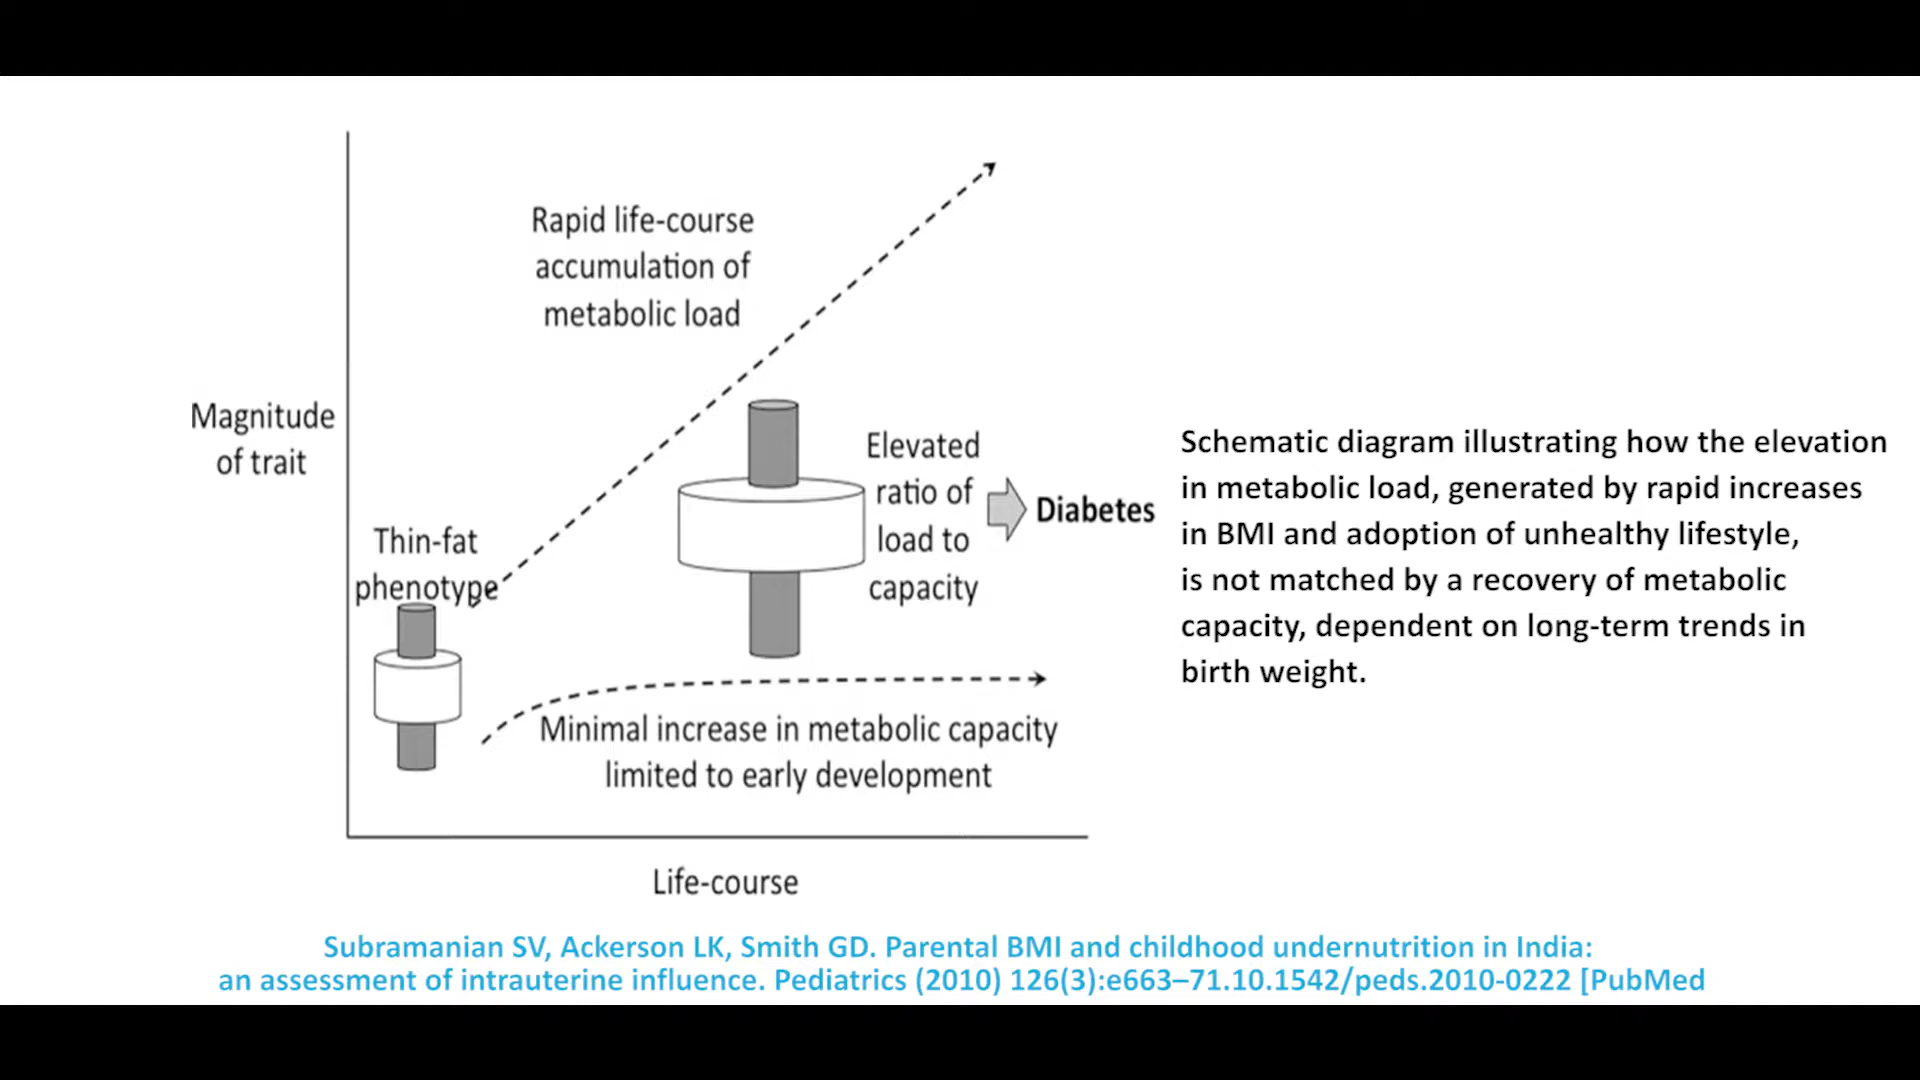 Rapid life-course
accumulation of
metabolic load
Magnitude
of trait
Thin-fat
phenotype
Elevated
ratio of
load to
capacity
Diabetes
Minimal increase in metabolic capacity
limited to early development
Life-course
Schematic diagram illustrating how the elevation
in metabolic load, generated by rapid increases
in BMI and adoption of unhealthy lifestyle,
is not matched by a recovery of metabolic
capacity, dependent on long-term trends in
birth weight.
Subramanian SV, Ackerson LK, Smith GD. Parental BMI and childhood undernutrition in India:
an assessment of intrauterine influence. Pediatrics (2010) 126(3):e663–71.10.1542/peds.2010-0222 [PubMed